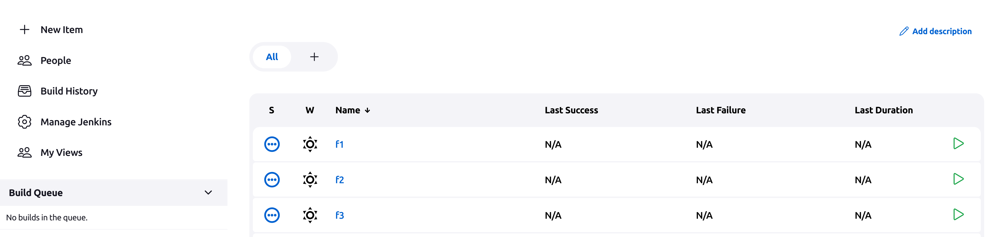 New Item
People
Build History
Manage Jenkins
My Views
Build Queue
No builds in the queue.
Add description
All
S W Name ↓ Last Success Last Failure Last Duration
f1 N/A N/A N/A
f2 N/A N/A N/A
f3 N/A N/A N/A